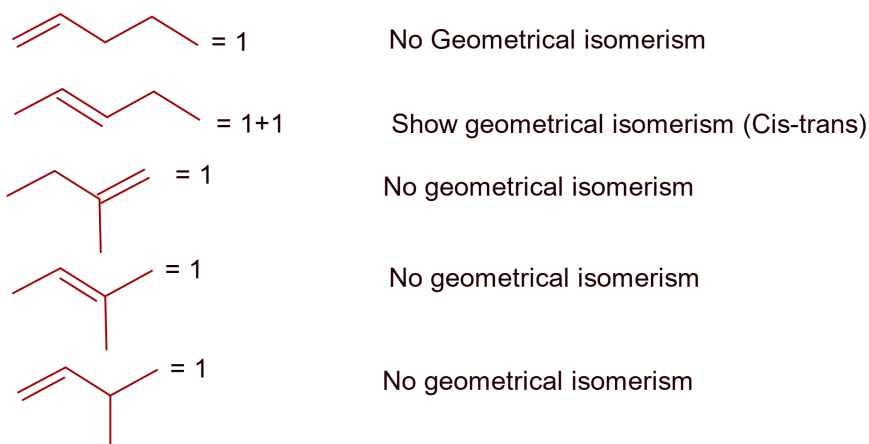 = 1 No Geometrical isomerism
= 1+1 Show geometrical isomerism (Cis-trans)
= 1 No geometrical isomerism
= 1 No geometrical isomerism
= 1 No geometrical isomerism